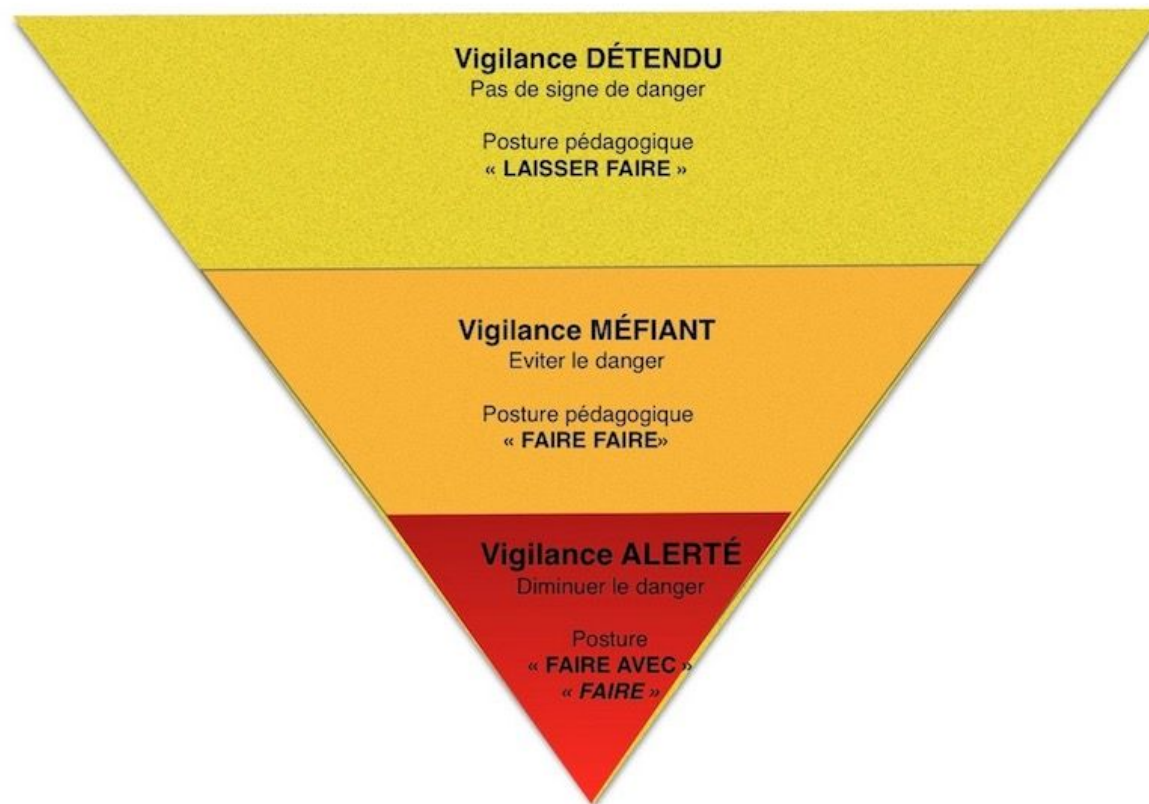 Vigilance DÉTENDU
Pas de signe de danger
Posture pédagogique
« LAISSER FAIRE »
Vigilance MÉFIANT
Eviter le danger
Posture pédagogique
« FAIRE FAIRE»
Vigilance ALERTÉ
Diminuer le danger
Posture
« FAIRE AVEC »
« FAIRE »